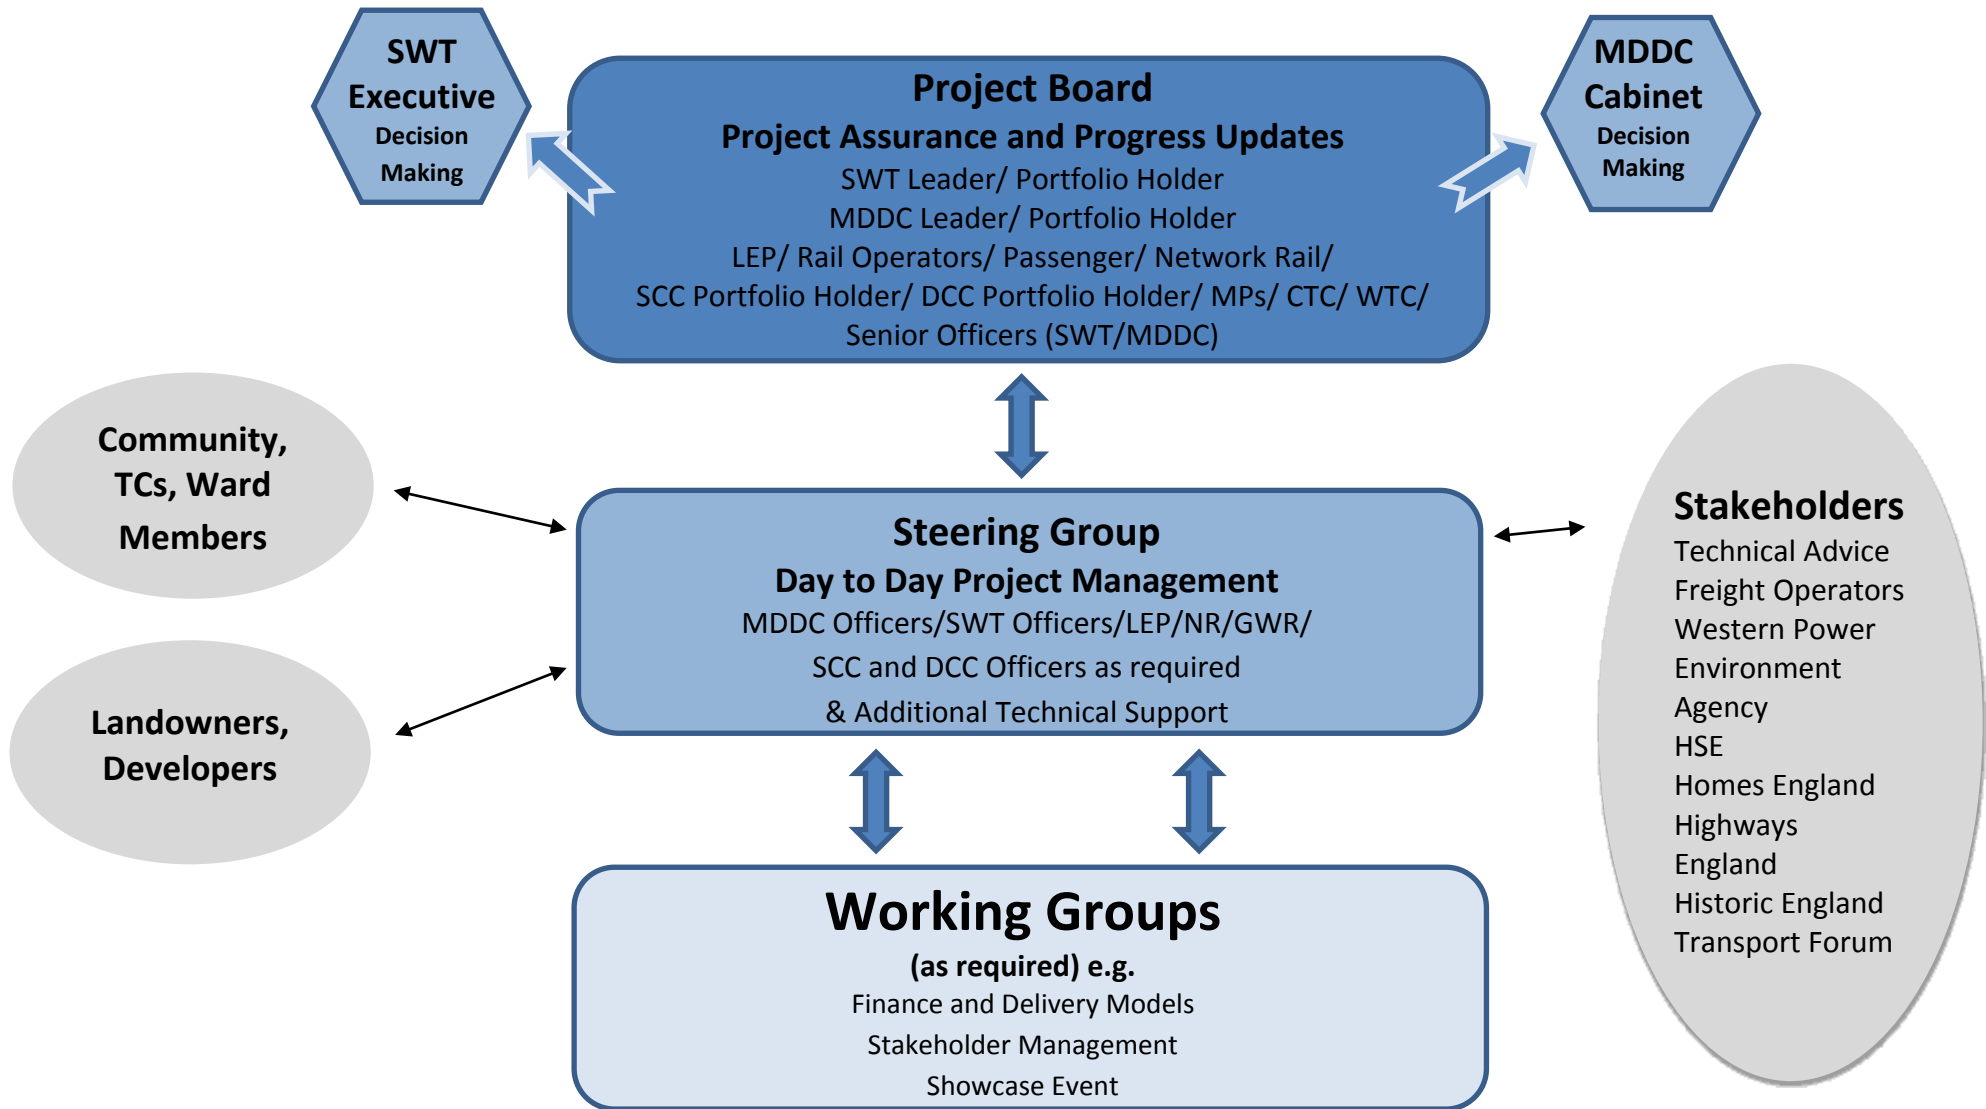 SWT
Executive
Decision
Making
Project Board
Project Assurance and Progress Updates
SWT Leader/ Portfolio Holder
MDDC Leader/ Portfolio Holder
LEP/ Rail Operators/ Passenger/ Network Rail/
SCC Portfolio Holder/ DCC Portfolio Holder/ MPs/ CTC/ WTC/
Senior Officers (SWT/MDDC)
MDDC
Cabinet
Decision
Making
Community,
TCs, Ward
Members
Landowners,
Developers
Steering Group
Day to Day Project Management
MDDC Officers/SWT Officers/LEP/NR/GWR/
SCC and DCC Officers as required
& Additional Technical Support
Stakeholders
Technical Advice
Freight Operators
Western Power
Environment
Agency
HSE
Homes England
Highways
England
Historic England
Transport Forum
Working Groups
(as required) e.g.
Finance and Delivery Models
Stakeholder Management
Showcase Event